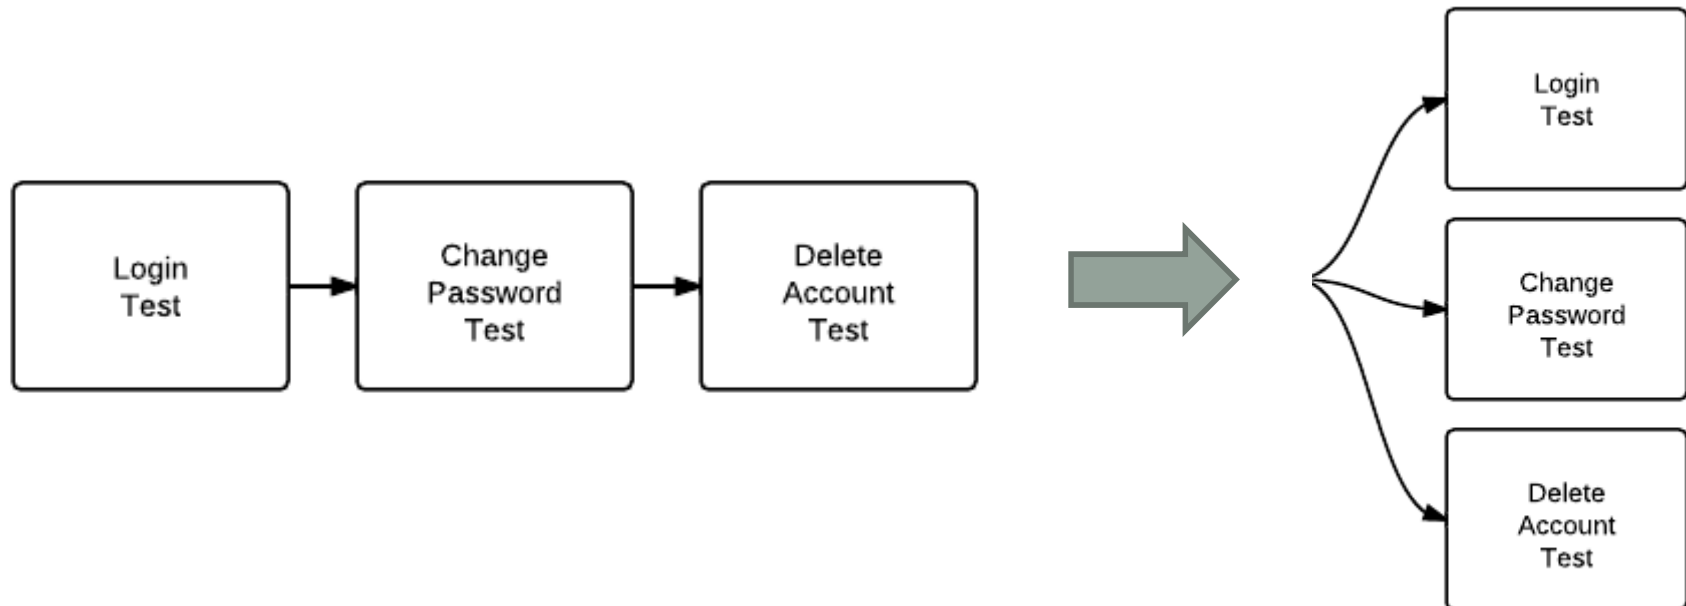 Login
Test
Change
Password
Test
Delete
Account
Test
Login
Test
Change
Password
Test
Delete
Account
Test